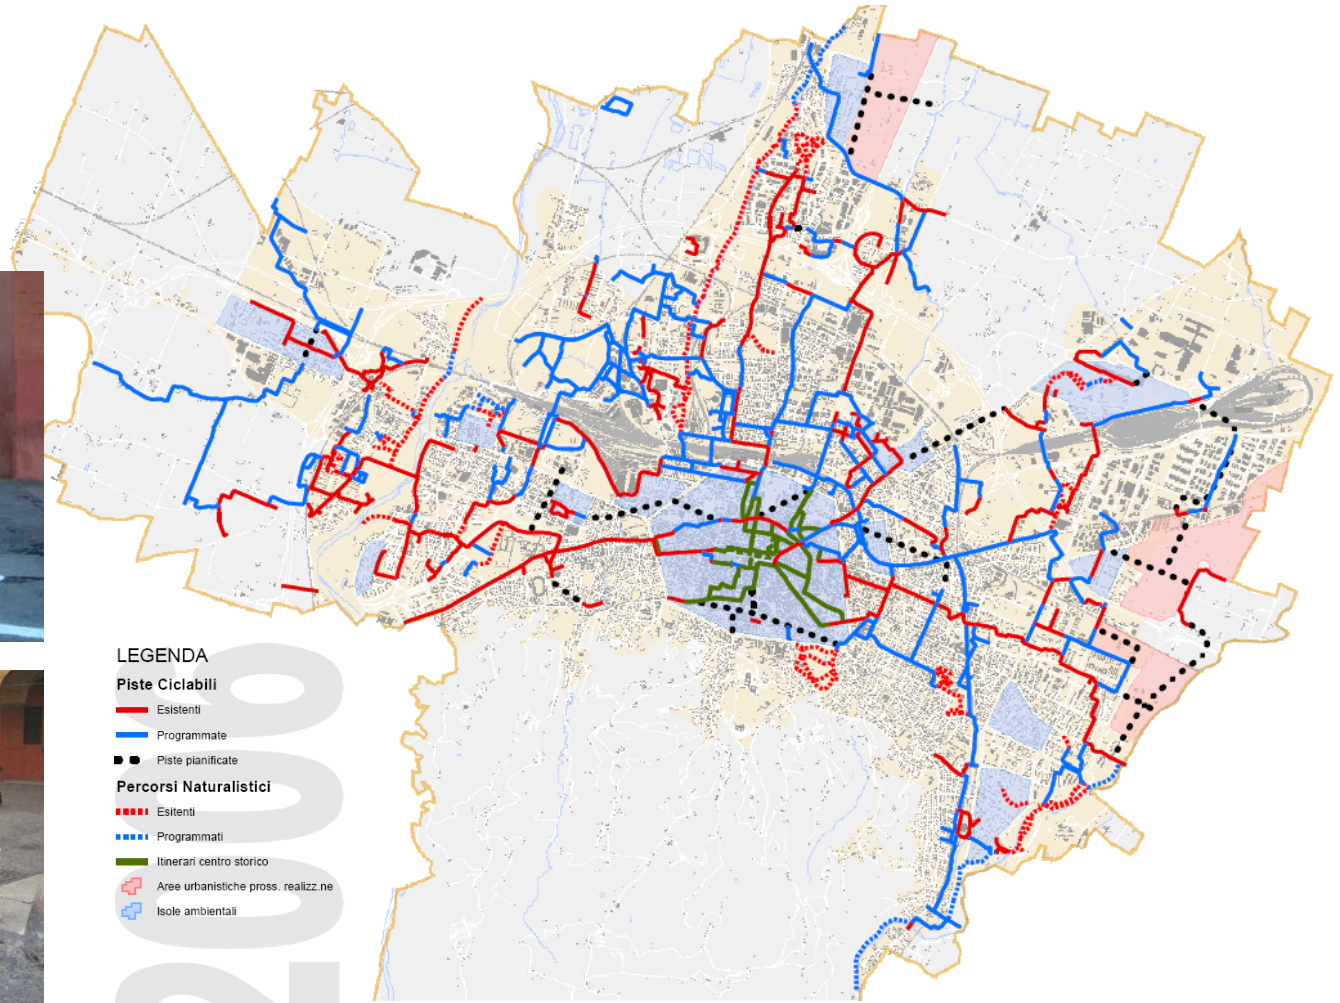 LEGENDA
Piste Ciclabili
Esistenti
Programmate
Piste pianificate
Percorsi Naturalistici
Esitenti
Programmati
Itinerari centro storico
Aree urbanistiche pross. realizz.ne
Isole ambientali
2006